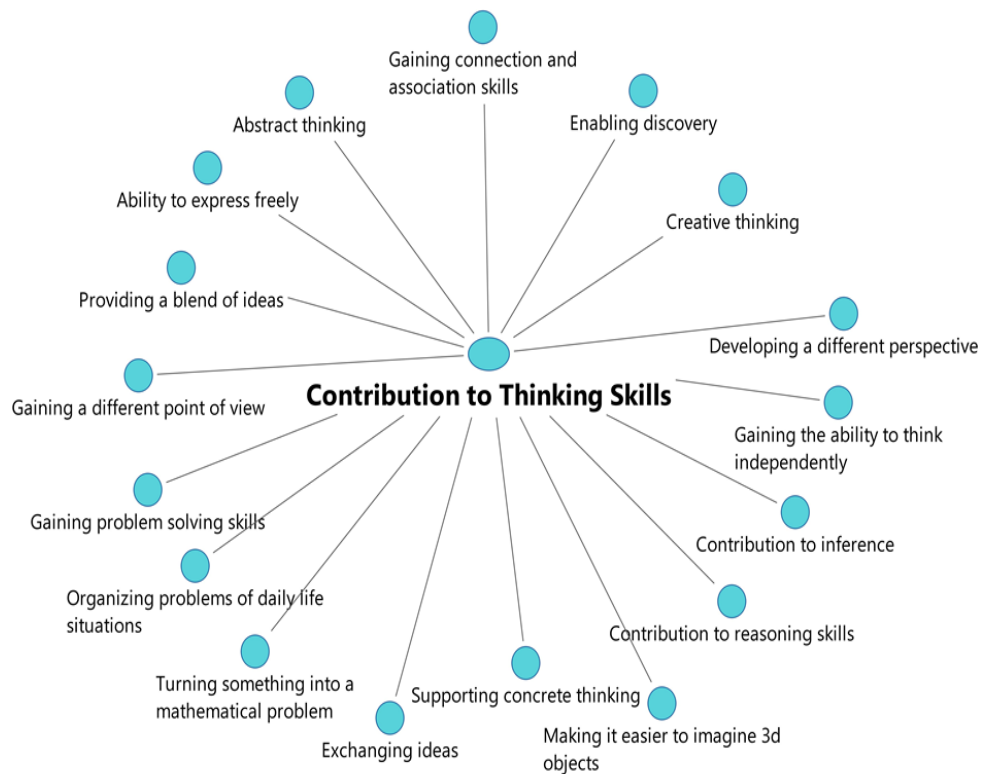 Gaining connection and
association skills
Abstract thinking
Enabling discovery
Ability to express freely
Creative thinking
Providing a blend of ideas
Developing a different perspective
Contribution to Thinking Skills
Gaining a different point of view
Gaining the ability to think
independently
Gaining problem solving skills
Contribution to inference
Organizing problems of daily life
situations
Contribution to reasoning skills
Turning something into a
mathematical problem
Supporting concrete thinking
Exchanging ideas
Making it easier to imagine 3d
objects